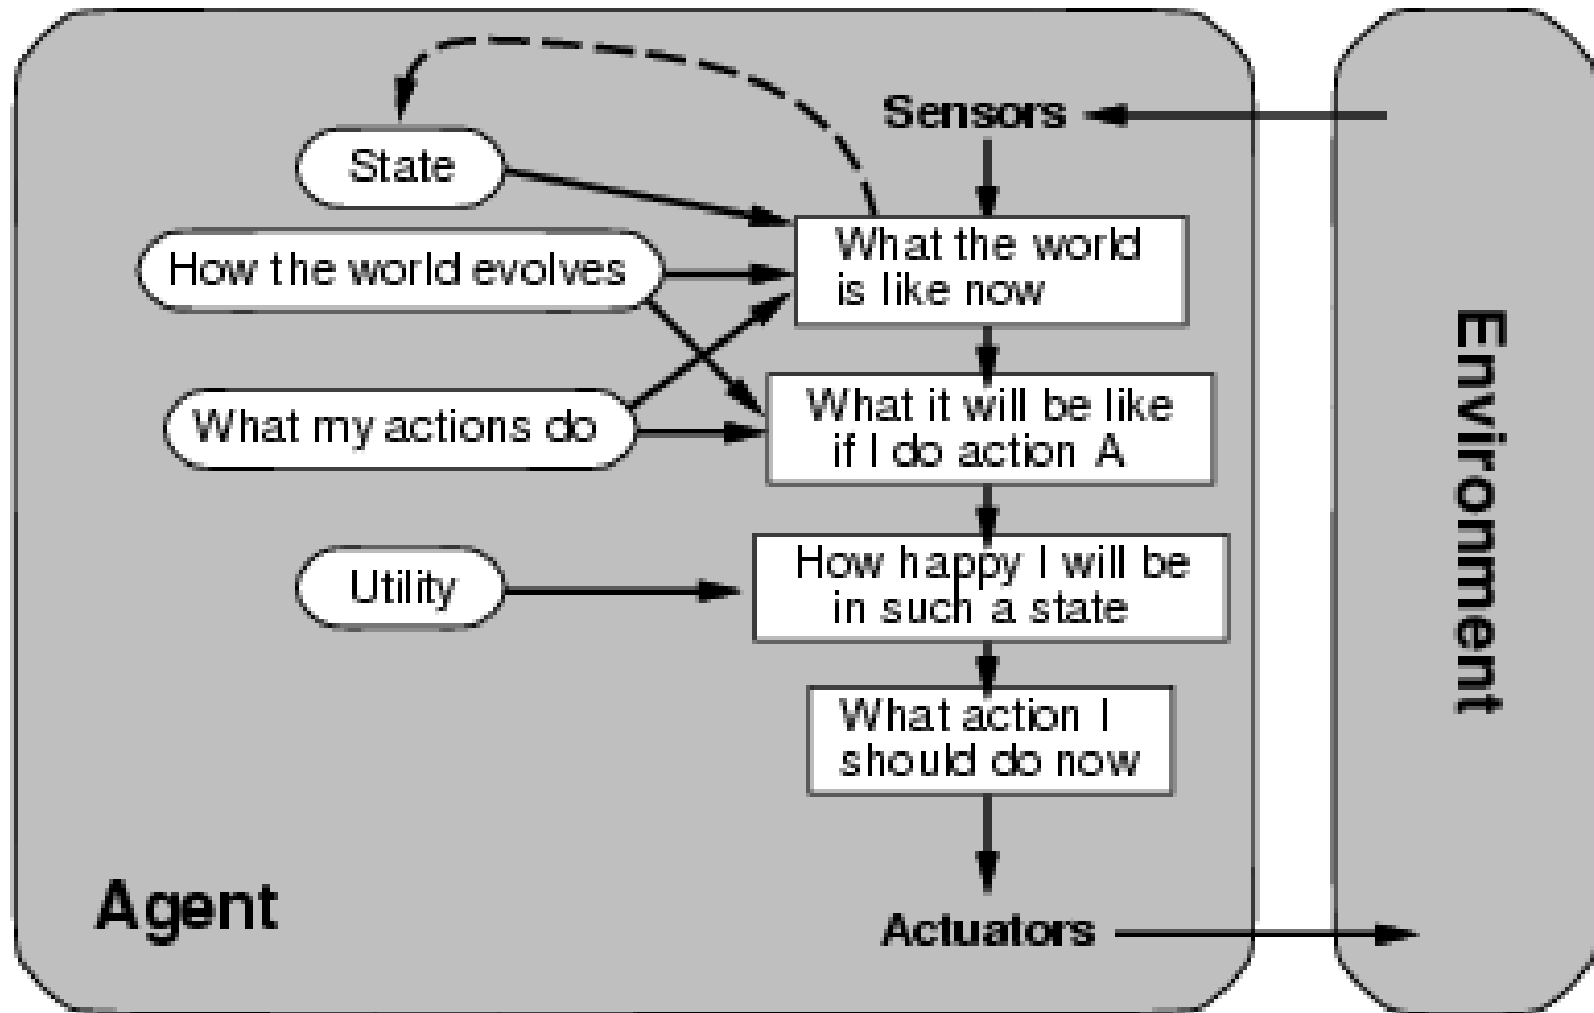 Sensors
State
What the world
is like now
How the world evolves
What my actions do
What it will be like
if I do action A
Utility
How happy I will be
in such a state
What action I
should do now
Agent
Actuators
Environment